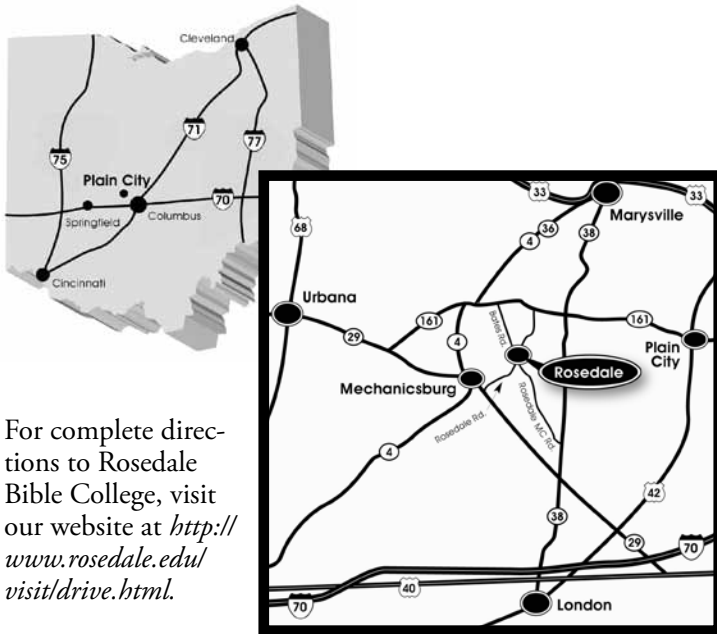 Cleveland
71
77
75
Plain City
70
Springfield
Columbus
Cincinnati
33
33
Marysville
68
36
4
38
Urbana
161
161
Bates Rd.
29
4
Plain
City
Rosedale
Mechanicsburg
Rosedale Rd.
Rosedale MC Rd.
4
42
38
29
70
40
70
London
For complete direc-
tions to Rosedale
Bible College, visit
our website at http://
www.rosedale.edu/
visit/drive.html.